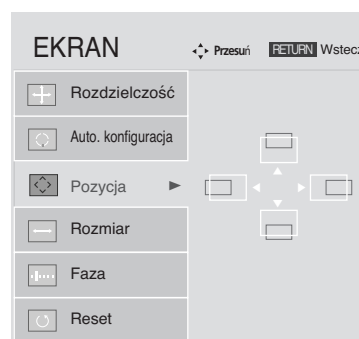 EKRAN
Przesuń RETURN Wstecz
Rozdzielczość
Auto. konfiguracja
Pozycja
Rozmiar
Faza
Reset